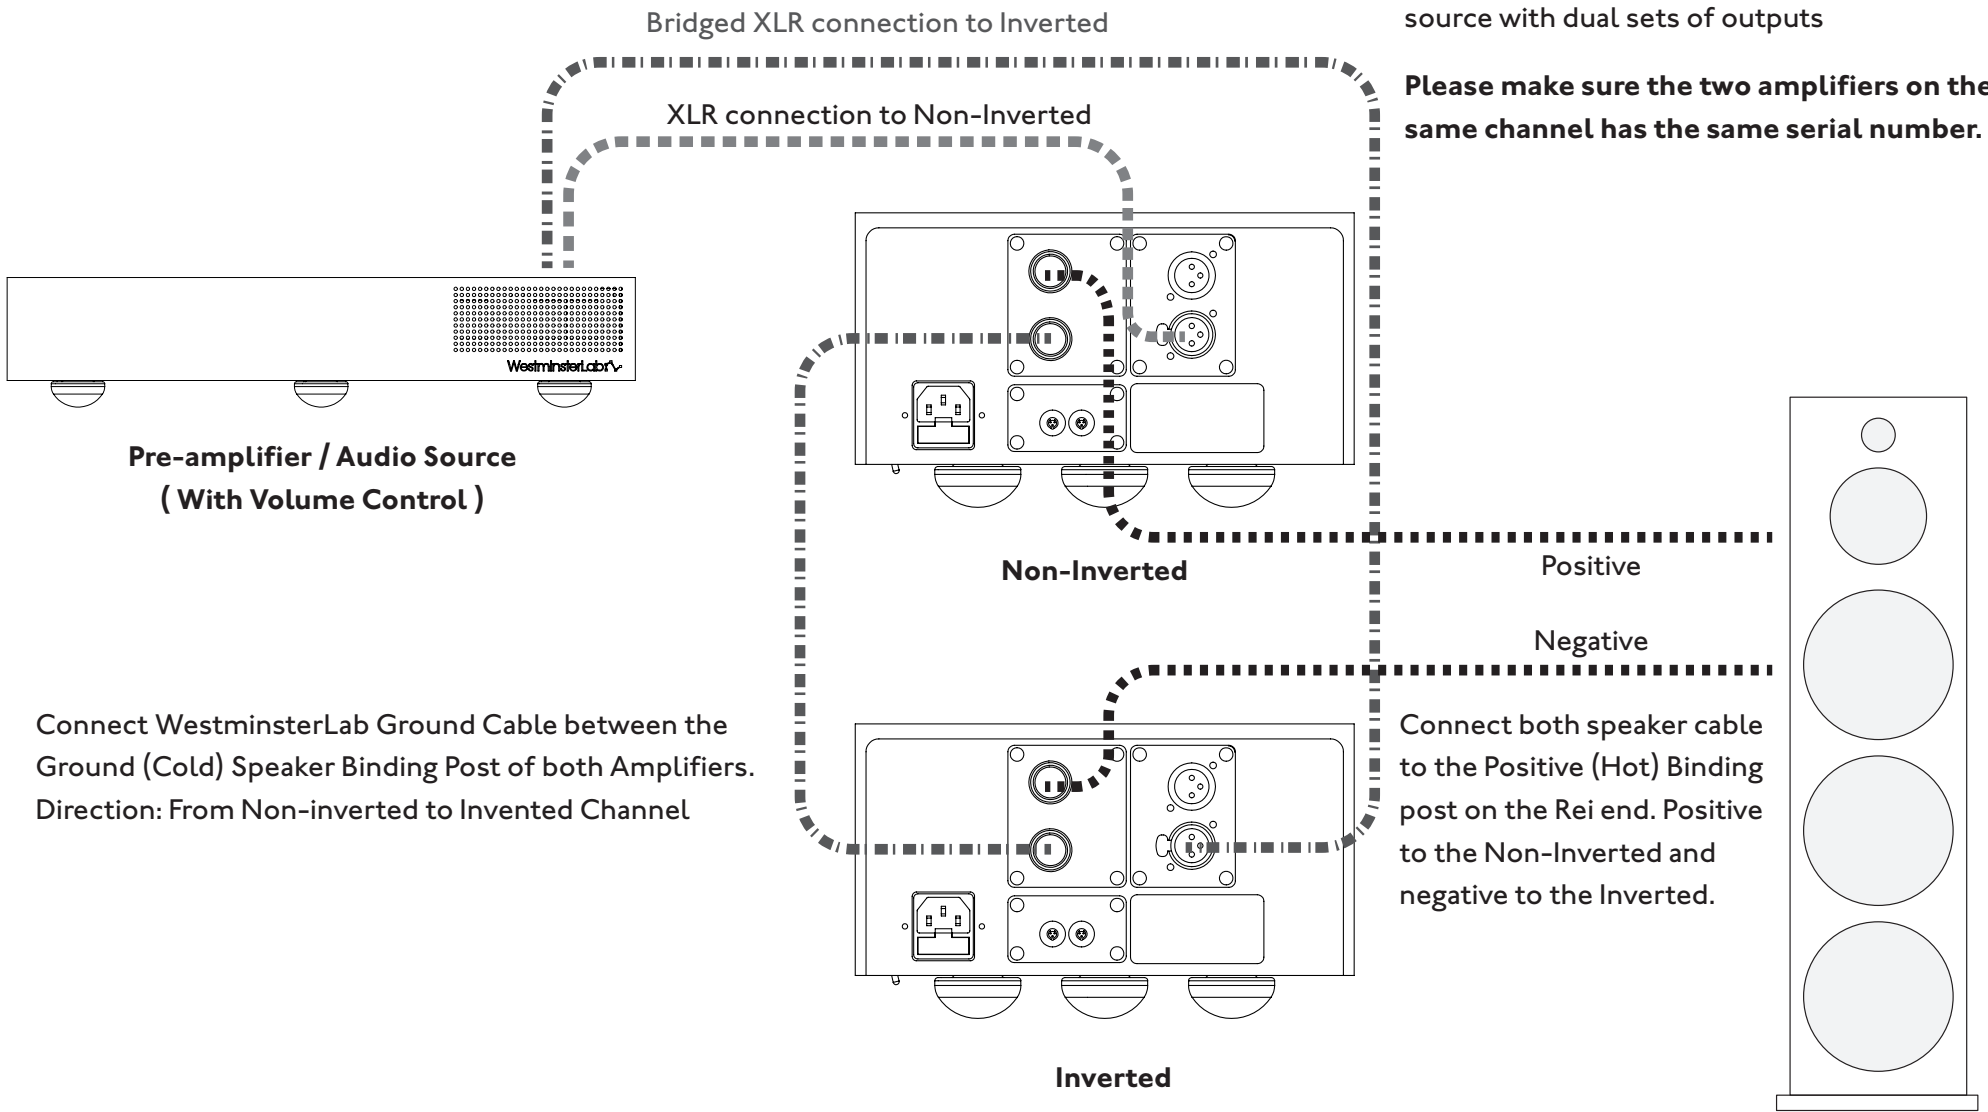 Bridged XLR connection to Inverted
source with dual sets of outputs
Please make sure the two amplifiers on the
same channel has the same serial number.
XLR connection to Non-Inverted
WestminsterLab
Pre-amplifier / Audio Source
( With Volume Control )
Non-Inverted
Positive
Negative
Connect WestminsterLab Ground Cable between the
Ground (Cold) Speaker Binding Post of both Amplifiers.
Direction: From Non-inverted to Invented Channel
Connect both speaker cable
to the Positive (Hot) Binding
post on the Rei end. Positive
to the Non-Inverted and
negative to the Inverted.
Inverted